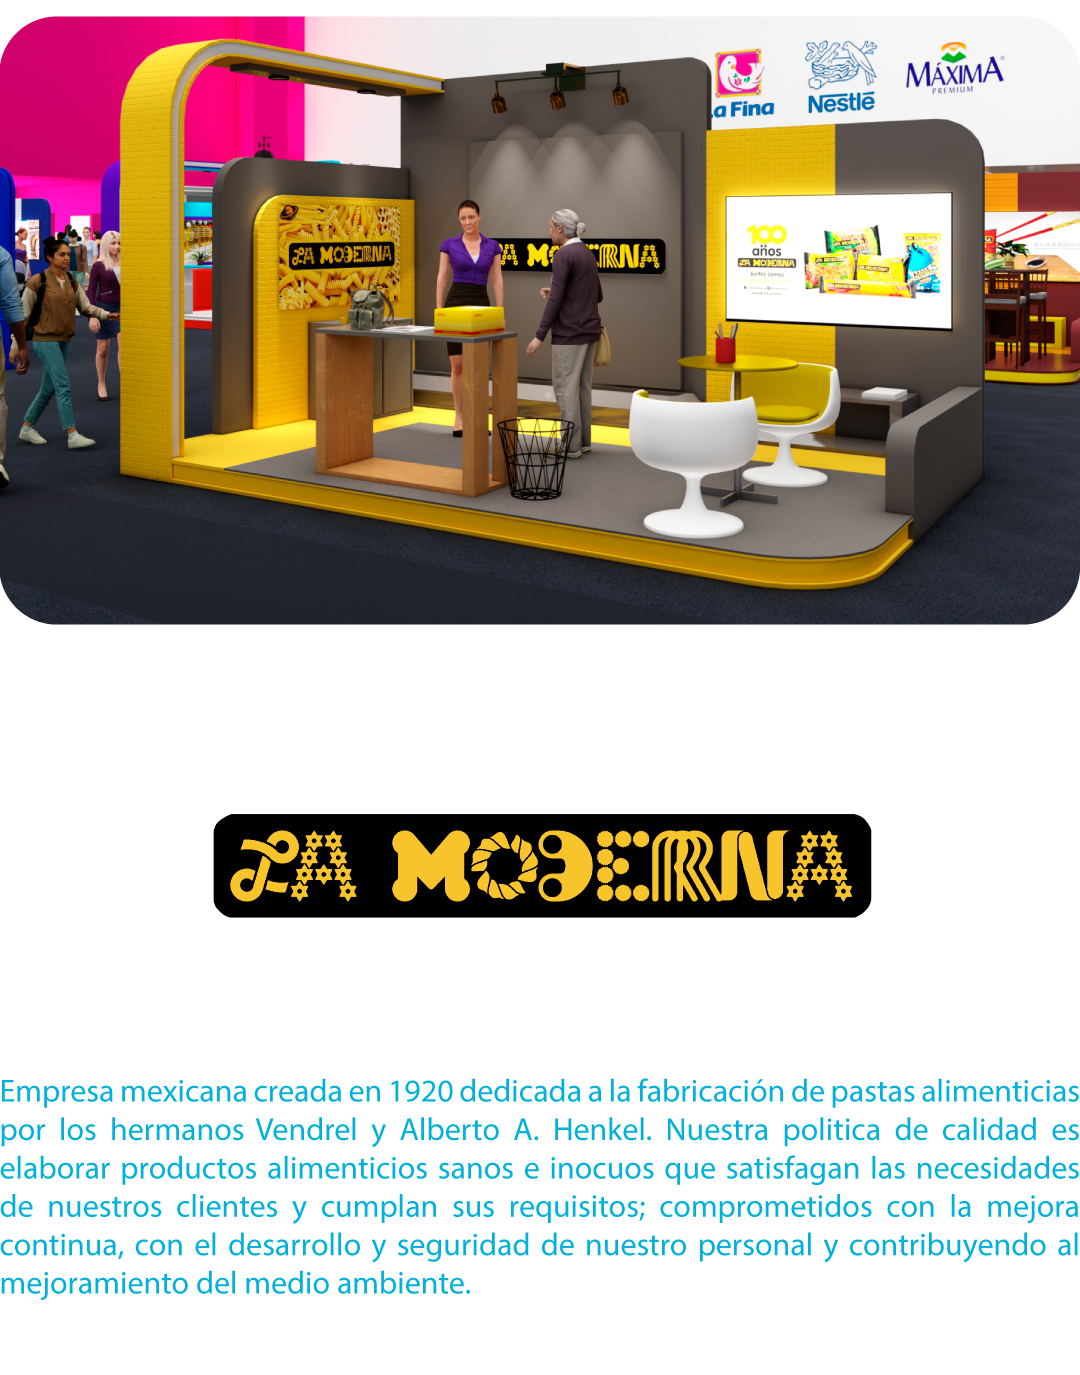 La Fina
Nestlé
MÁXIMA
PREMIUM
LA MODERNA
LA MODERNA
100
años
LA MODERNA
Juntos somos
LA MODERNA
Empresa mexicana creada en 1920 dedicada a la fabricación de pastas alimenticias
por los hermanos Vendrel y Alberto A. Henkel. Nuestra politica de calidad es
elaborar productos alimenticios sanos e inocuos que satisfagan las necesidades
de nuestros clientes y cumplan sus requisitos; comprometidos con la mejora
continua, con el desarrollo y seguridad de nuestro personal y contribuyendo al
mejoramiento del medio ambiente.